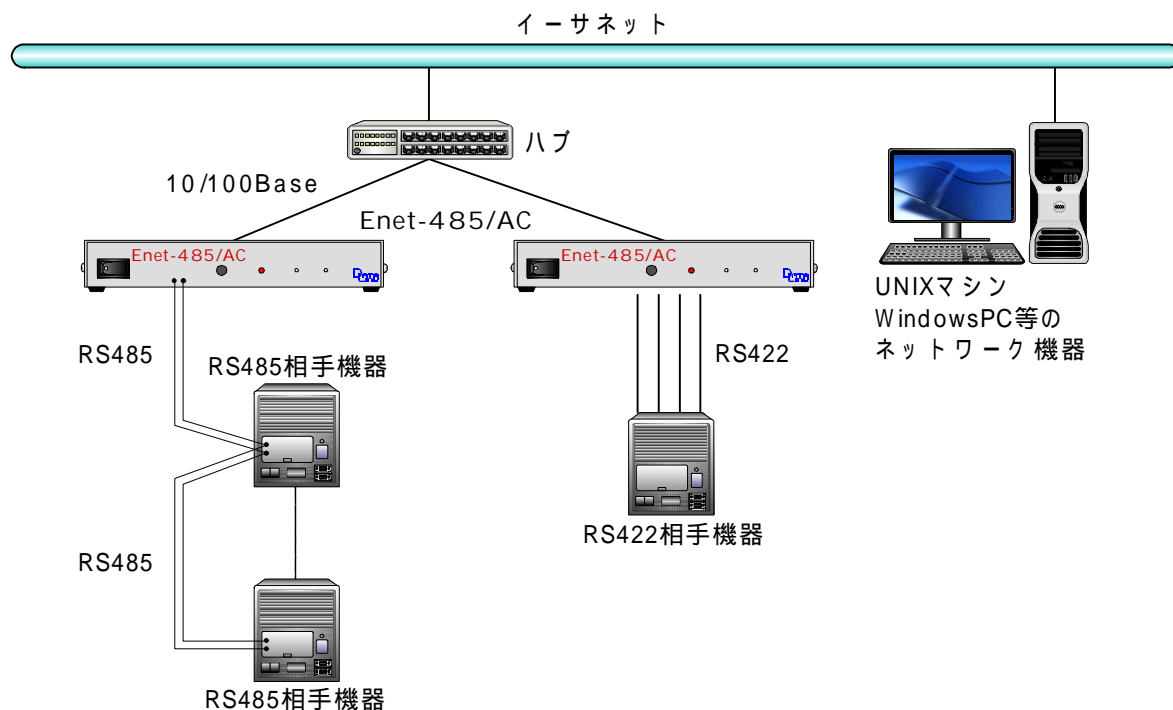 イーサネット
ハブ
10/100Base
Enet-485/AC
Enet-485/AC
Enet-485/AC
UNIXマシン
WindowsPC等の
ネットワーク機器
RS485
RS485相手機器
RS422
RS422相手機器
RS485
RS485相手機器